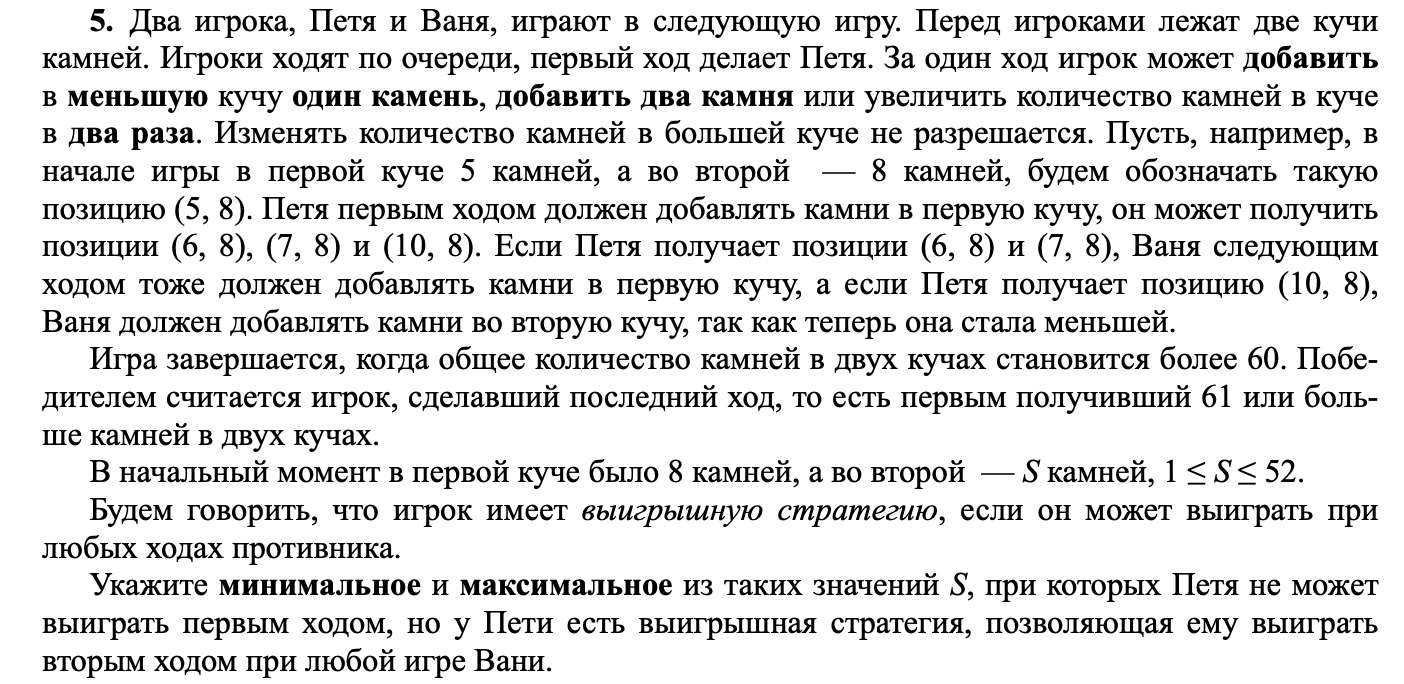 5. Два игрока, Петя и Ваня, играют в следующую игру. Перед игроками лежат две кучи
камней. Игроки ходят по очереди, первый ход делает Петя. За один ход игрок может добавить
в меньшую кучу один камень, добавить два камня или увеличить количество камней в куче
в два раза. Изменять количество камней в большей куче не разрешается. Пусть, например, в
начале игры в первой куче 5 камней, а во второй — 8 камней, будем обозначать такую
позицию (5, 8). Петя первым ходом должен добавлять камни в первую кучу, он может получить
позиции (6, 8), (7, 8) и (10, 8). Если Петя получает позиции (6, 8) и (7, 8), Ваня следующим
ходом тоже должен добавлять камни в первую кучу, а если Петя получает позицию (10, 8),
Ваня должен добавлять камни во вторую кучу, так как теперь она стала меньшей.
Игра завершается, когда общее количество камней в двух кучах становится более 60. Побе-
дителем считается игрок, сделавший последний ход, то есть первым получивший 61 или боль-
ше камней в двух кучах.
В начальный момент в первой куче было 8 камней, а во второй — S камней, 1 ≤ S ≤ 52.
Будем говорить, что игрок имеет выигрышную стратегию, если он может выиграть при
любых ходах противника.
Укажите минимальное и максимальное из таких значений S, при которых Петя не может
выиграть первым ходом, но у Пети есть выигрышная стратегия, позволяющая ему выиграть
вторым ходом при любой игре Вани.